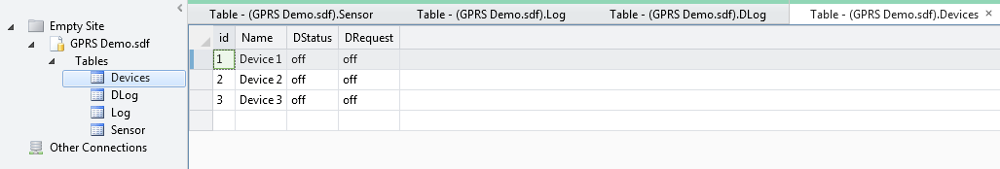 Empty Site
GPRS Demo.sdf
Tables
Devices
DLog
Log
Sensor
Other Connections
Table - (GPRS Demo.sdf).Sensor Table - (GPRS Demo.sdf).Log Table - (GPRS Demo.sdf).DLog Table - (GPRS Demo.sdf).Devices ×
id Name DStatus DRequest
1 Device 1 off off
2 Device 2 off off
3 Device 3 off off